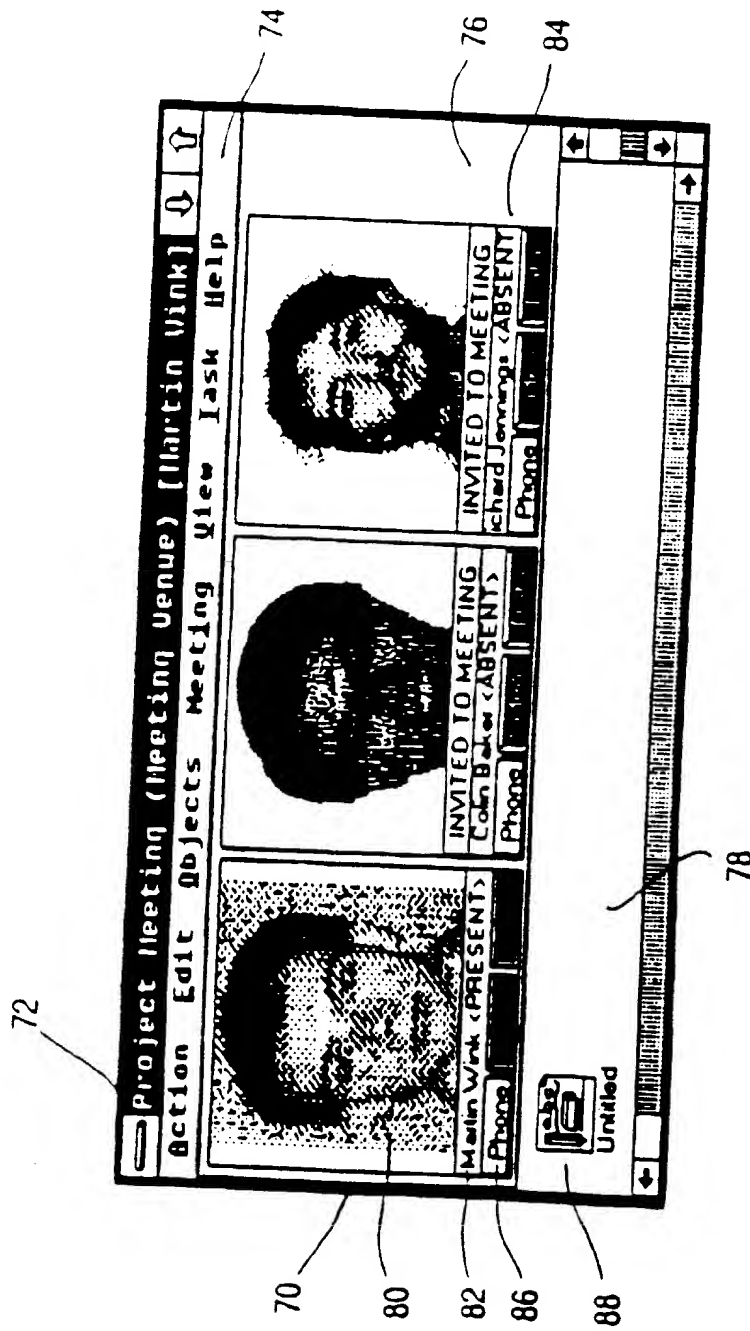 72
Project Meeting (Meeting Venue) [Martin Wink]
74
Action Edit Objects Meeting View Task Help
70
80
76
INVITED TO MEETING
INVITED TO MEETING
82
Martin Wink <PRESENT>
Colin Baker <ABSENT>
ichard Jennings <ABSENT
84
86
Phone
Phone
Phone
88
Untitled
78